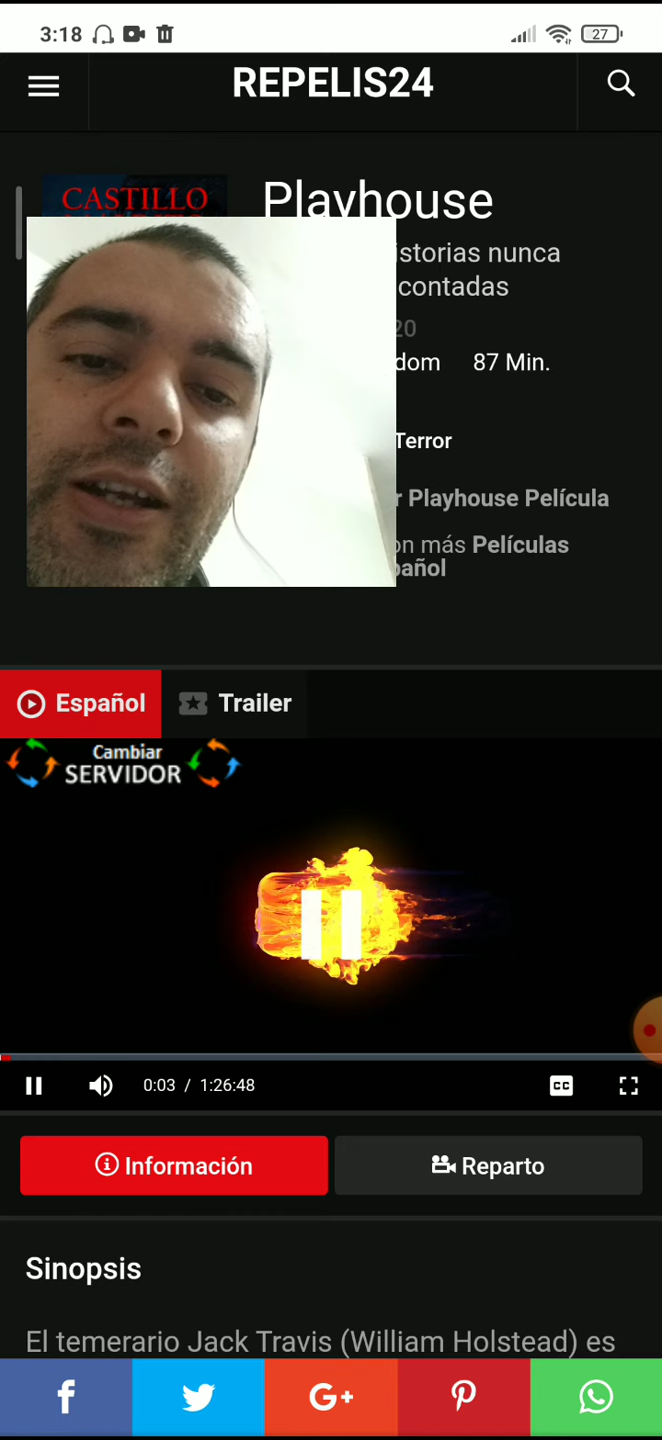 3:18
27
REPELIS24
CASTILLO
Playhouse
istorias nunca
contadas
20
dom 87 Min.
Terror
r Playhouse Película
on más Películas
pañol
Español
Trailer
Cambiar
SERVIDOR
0:03 / 1:26:48
CC
Información
Reparto
Sinopsis
El temerario Jack Travis (William Holstead) es
f
G+